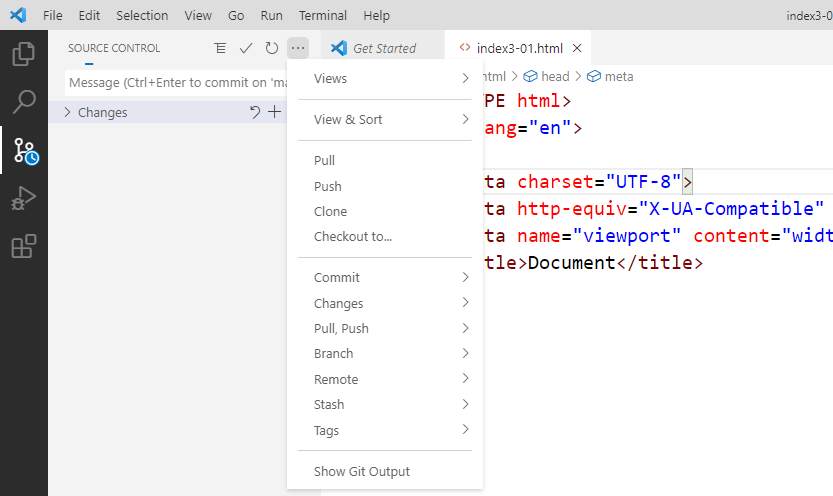 File Edit Selection View Go Run Terminal Help index3-0
SOURCE CONTROL
Get Started
index3-01.html
Message (Ctrl+Enter to commit on 'ma
Changes
html > head > meta
Views
View & Sort
Pull
Push
Clone
Checkout to...
Commit
Changes
Pull, Push
Branch
Remote
Stash
Tags
Show Git Output
YPE html>
ang="en">
ta charset="UTF-8">
ta http-equiv="X-UA-Compatible"
ta name="viewport" content="widt
tle>Document</title>